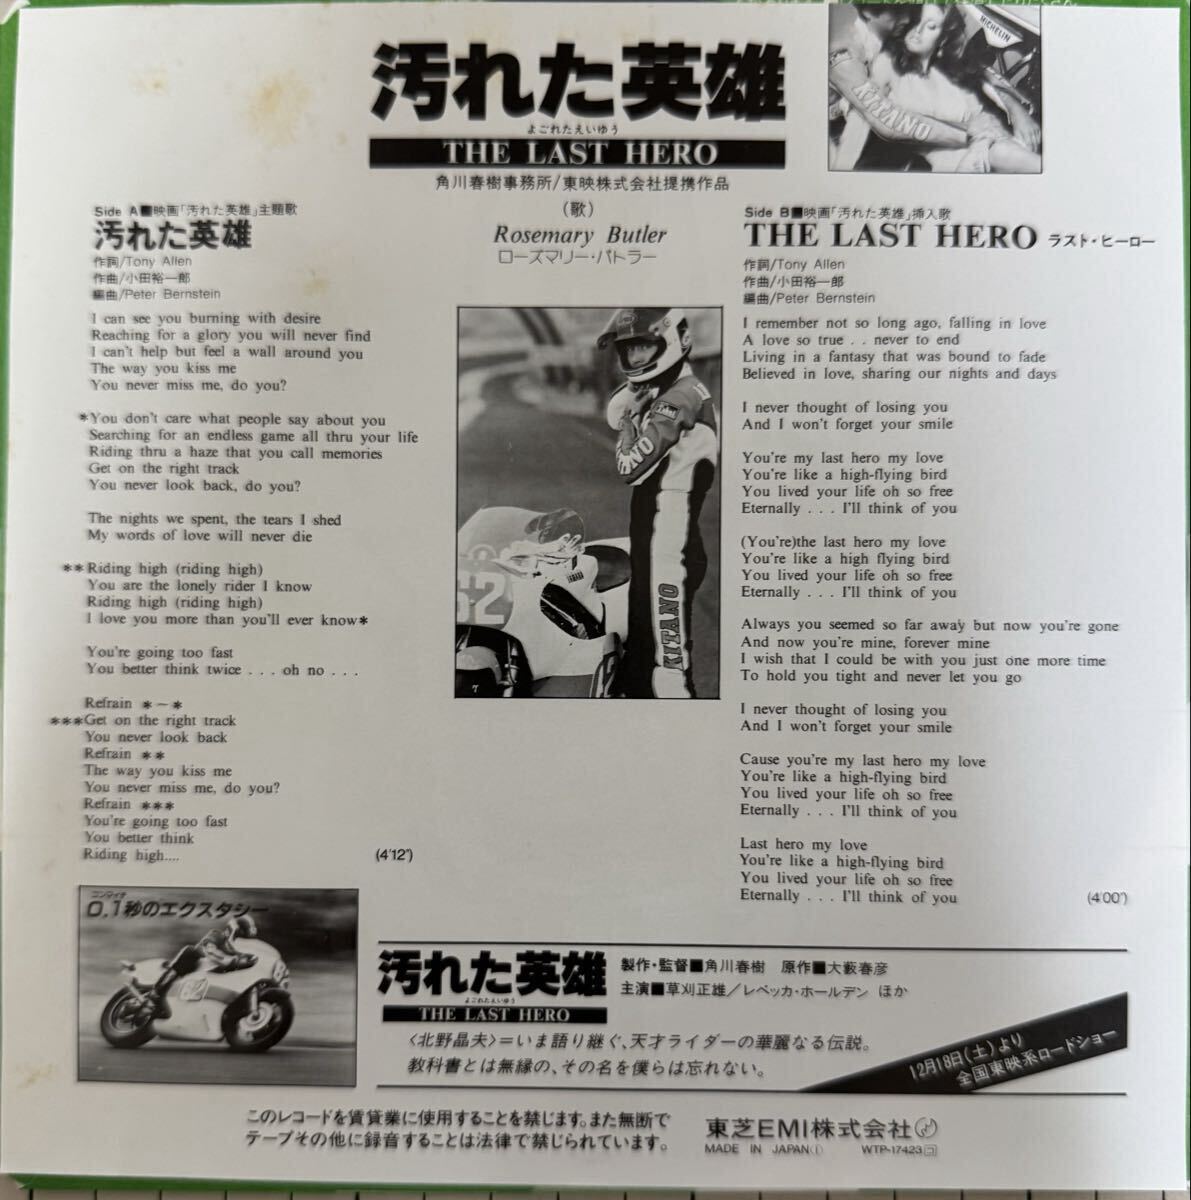 汚れた英雄
よごれたえいゆう
THE LAST HERO
角川春樹事務所/東映株式会社提携作品
MICHELIN
KITANO
Side A■映画「汚れた英雄」主題歌
汚れた英雄
作詞/Tony Allen
作曲/小田裕一郎
編曲/Peter Bernstein
(歌)
Rosemary Butler
ローズマリー・バトラー
I can see you burning with desire
Reaching for a glory you will never find
I can't help but feel a wall around you
The way you kiss me
You never miss me, do you?
*You don't care what people say about you
Searching for an endless game all thru your life
Riding thru a haze that you call memories
Get on the right track
You never look back, do you?
The nights we spent, the tears I shed
My words of love will never die
**Riding high (riding high)
You are the lonely rider I know
Riding high (riding high)
I love you more than you'll ever know*
You're going too fast
You better think twice . . . oh no . . .
Refrain *〜*
***Get on the right track
You never look back
Refrain **
The way you kiss me
You never miss me, do you?
Refrain ***
You're going too fast
You better think
Riding high....
(4'12")
KITANO
7
Side B■映画「汚れた英雄」挿入歌
THE LAST HERO ラスト・ヒーロー
作詞/Tony Allen
作曲/小田裕一郎
編曲/Peter Bernstein
I remember not so long ago, falling in love
A love so true . . never to end
Living in a fantasy that was bound to fade
Believed in love, sharing our nights and days
I never thought of losing you
And I won't forget your smile
You're my last hero my love
You're like a high-flying bird
You lived your life oh so free
Eternally . . . I'll think of you
(You're)the last hero my love
You're like a high flying bird
You lived your life oh so free
Eternally . . . I'll think of you
Always you seemed so far away but now you're gone
And now you're mine, forever mine
I wish that I could be with you just one more time
To hold you tight and never let you go
I never thought of losing you
And I won't forget your smile
Cause you're my last hero my love
You're like a high-flying bird
You lived your life oh so free
Eternally . . . I'll think of you
Last hero my love
You're like a high-flying bird
You lived your life oh so free
Eternally . . . I'll think of you
(4'00")
コンマイチ
0.1秒のエクスタシー
汚れた英雄
よごれたえいゆう
THE LAST HERO
製作・監督■角川春樹 原作■大藪春彦
主演■草刈正雄/レベッカ・ホールデン ほか
〈北野晶夫〉=いま語り継ぐ、天才ライダーの華麗なる伝説。
教科書とは無縁の、その名を僕らは忘れない。
12月18日(土)より
全国東映系ロードショー
このレコードを賃貸業に使用することを禁じます。また無断で
テープその他に録音することは法律で禁じられています。
東芝EMI株式会社
MADE IN JAPAN(I) WTP-17423